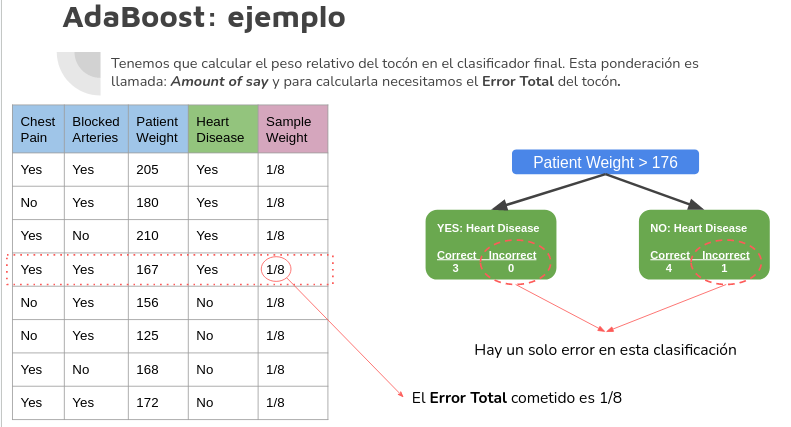 AdaBoost: ejemplo
Tenemos que calcular el peso relativo del tocón en el clasificador final. Esta ponderación es
llamada: Amount of say y para calcularla necesitamos el Error Total del tocón.
Chest Pain Blocked Arteries Patient Weight Heart Disease Sample Weight
Yes Yes 205 Yes 1/8
No Yes 180 Yes 1/8
Yes No 210 Yes 1/8
Yes Yes 167 Yes 1/8
No Yes 156 No 1/8
No Yes 125 No 1/8
Yes No 168 No 1/8
Yes Yes 172 No 1/8
Patient Weight > 176
YES: Heart Disease
Correct Incorrect
3 0
NO: Heart Disease
Correct Incorrect
4 1
Hay un solo error en esta clasificación
El Error Total cometido es 1/8